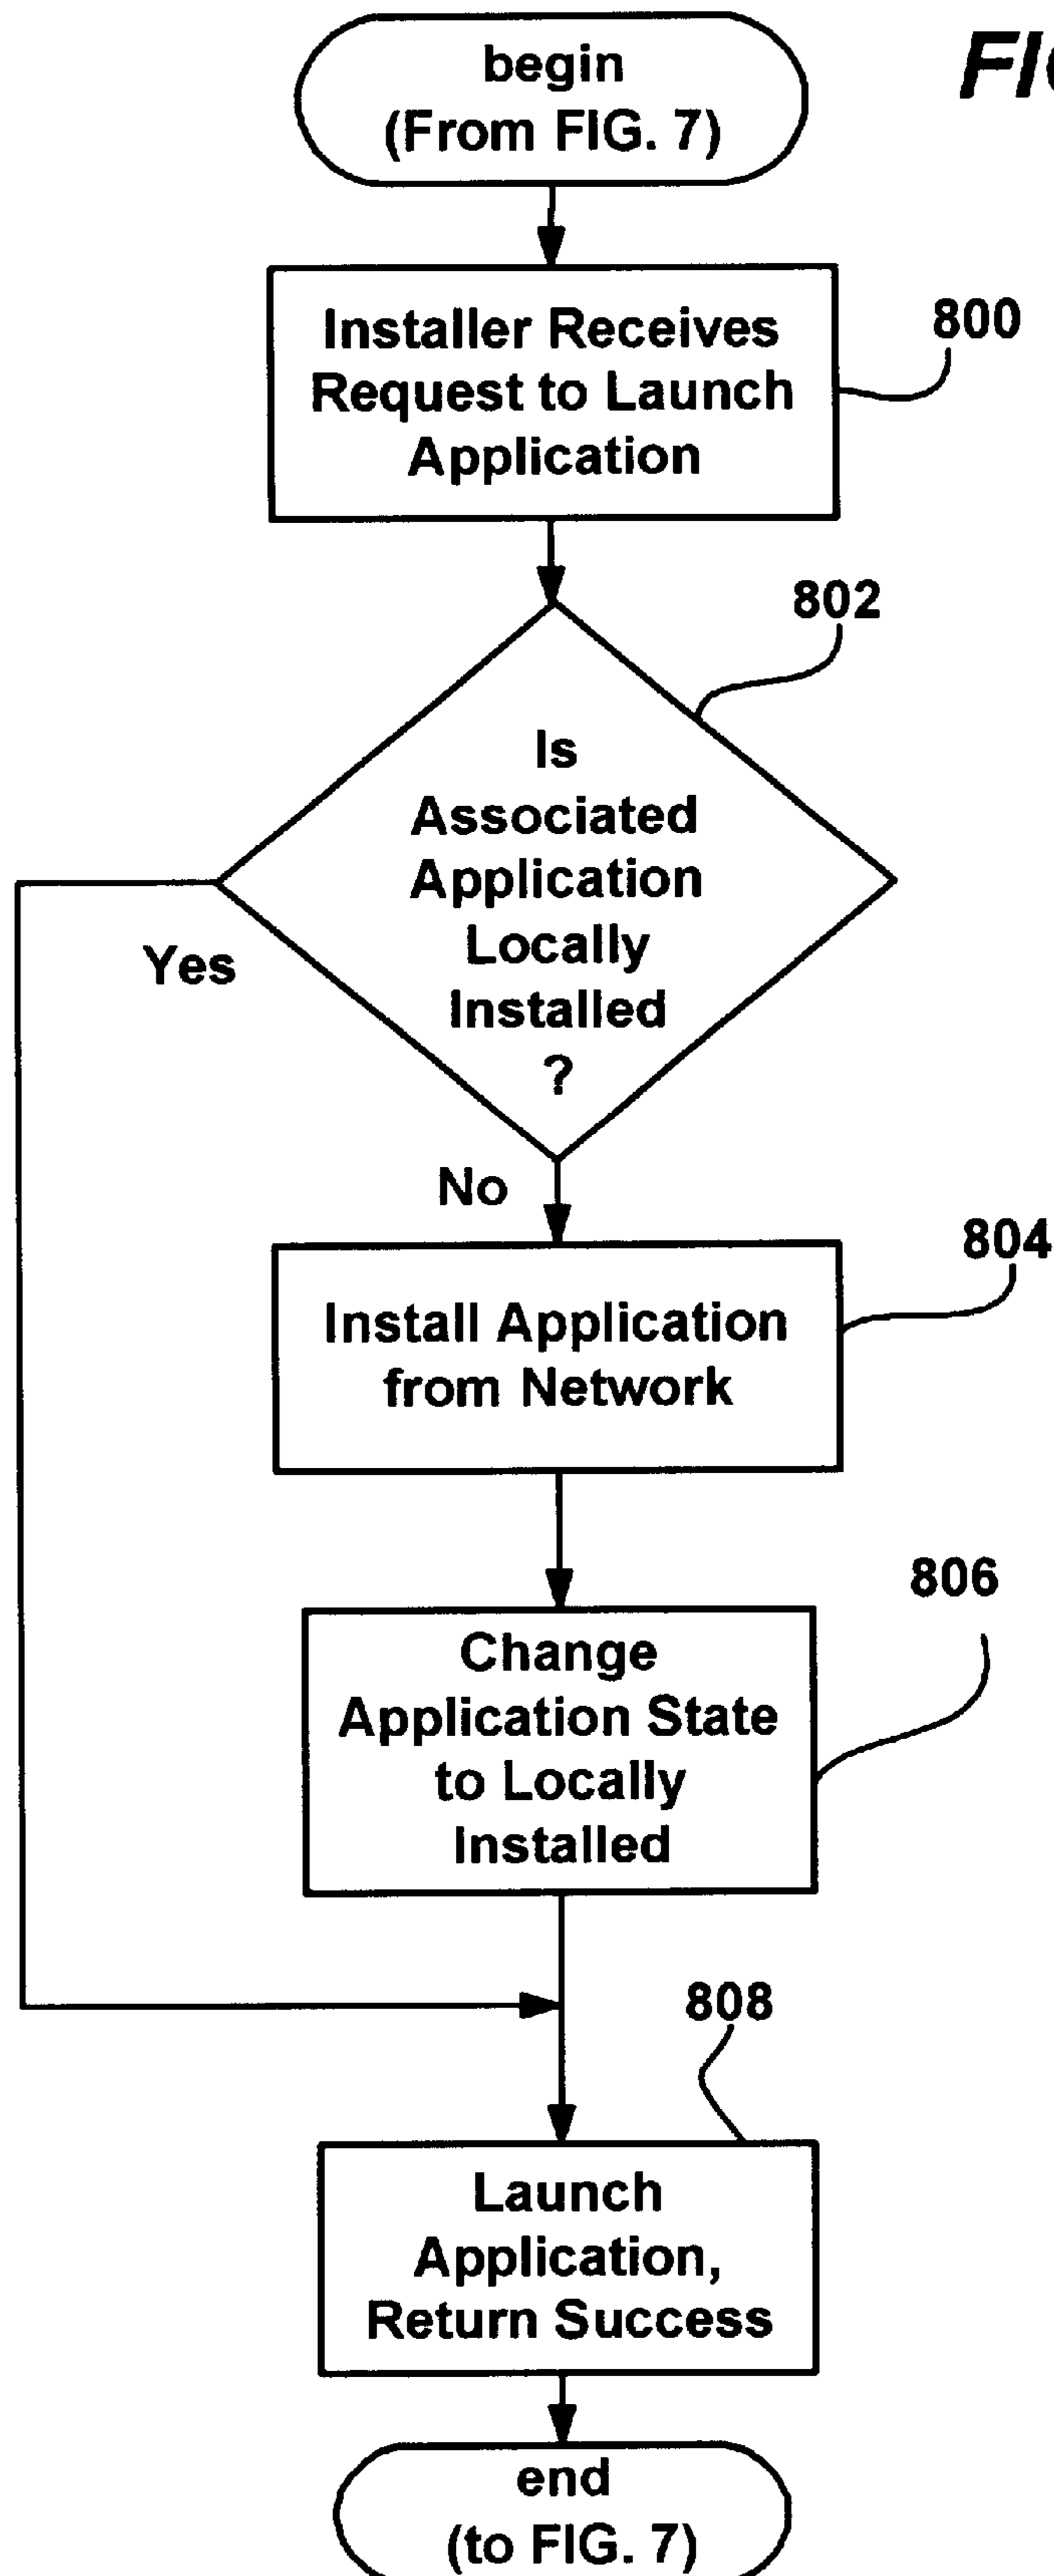 begin
(From FIG. 7)
Installer Receives
Request to Launch
Application
800
802
Is
Associated
Application
Locally
Installed
?
Yes
No
804
Install Application
from Network
806
Change
Application State
to Locally
Installed
808
Launch
Application,
Return Success
end
(to FIG. 7)